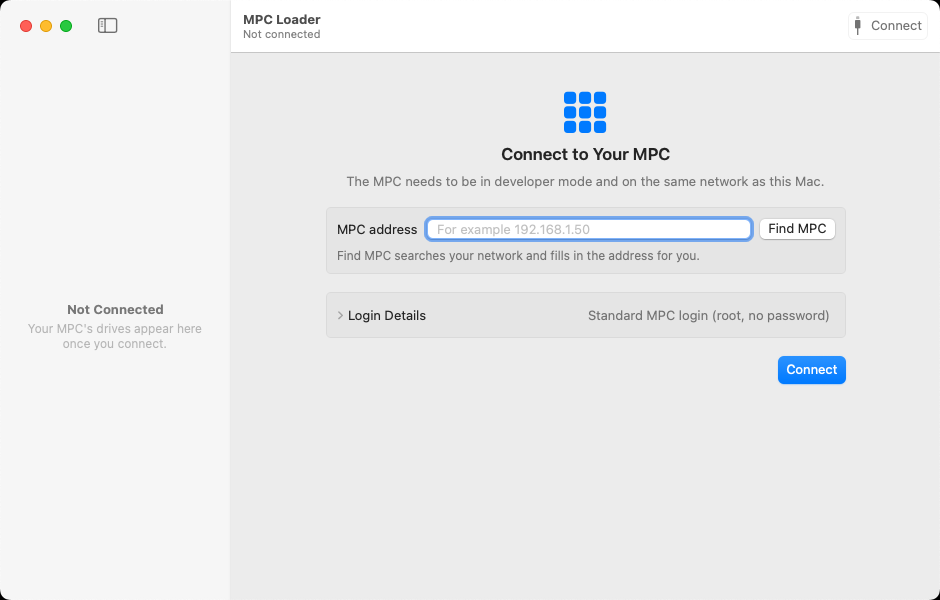 MPC Loader
Not connected
Connect
Connect to Your MPC
The MPC needs to be in developer mode and on the same network as this Mac.
MPC address
For example 192.168.1.50
Find MPC
Find MPC searches your network and fills in the address for you.
Not Connected
Your MPC's drives appear here
once you connect.
Login Details
Standard MPC login (root, no password)
Connect